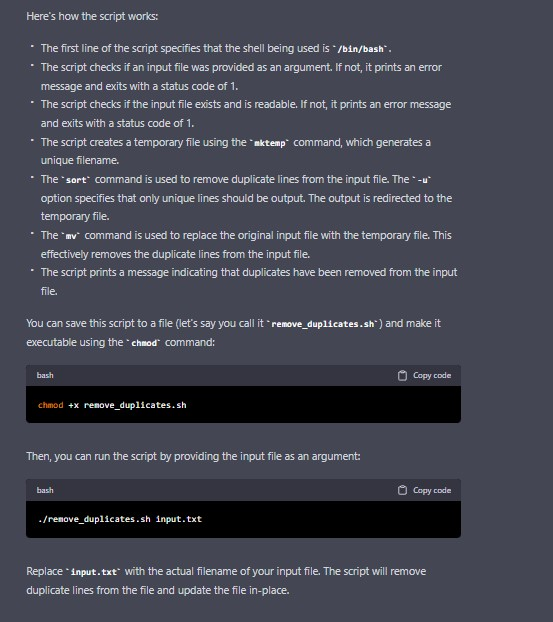 Here's how the script works:
• The first line of the script specifies that the shell being used is `/bin/bash`.
• The script checks if an input file was provided as an argument. If not, it prints an error
message and exits with a status code of 1.
• The script checks if the input file exists and is readable. If not, it prints an error message
and exits with a status code of 1.
• The script creates a temporary file using the `mktemp` command, which generates a
unique filename.
• The `sort` command is used to remove duplicate lines from the input file. The `-u`
option specifies that only unique lines should be output. The output is redirected to the
temporary file.
• The `mv` command is used to replace the original input file with the temporary file. This
effectively removes the duplicate lines from the input file.
• The script prints a message indicating that duplicates have been removed from the input
file.
You can save this script to a file (let's say you call it `remove_duplicates.sh`) and make it
executable using the `chmod` command:
bash Copy code
chmod +x remove_duplicates.sh
Then, you can run the script by providing the input file as an argument:
bash Copy code
./remove_duplicates.sh input.txt
Replace `input.txt` with the actual filename of your input file. The script will remove
duplicate lines from the file and update the file in-place.